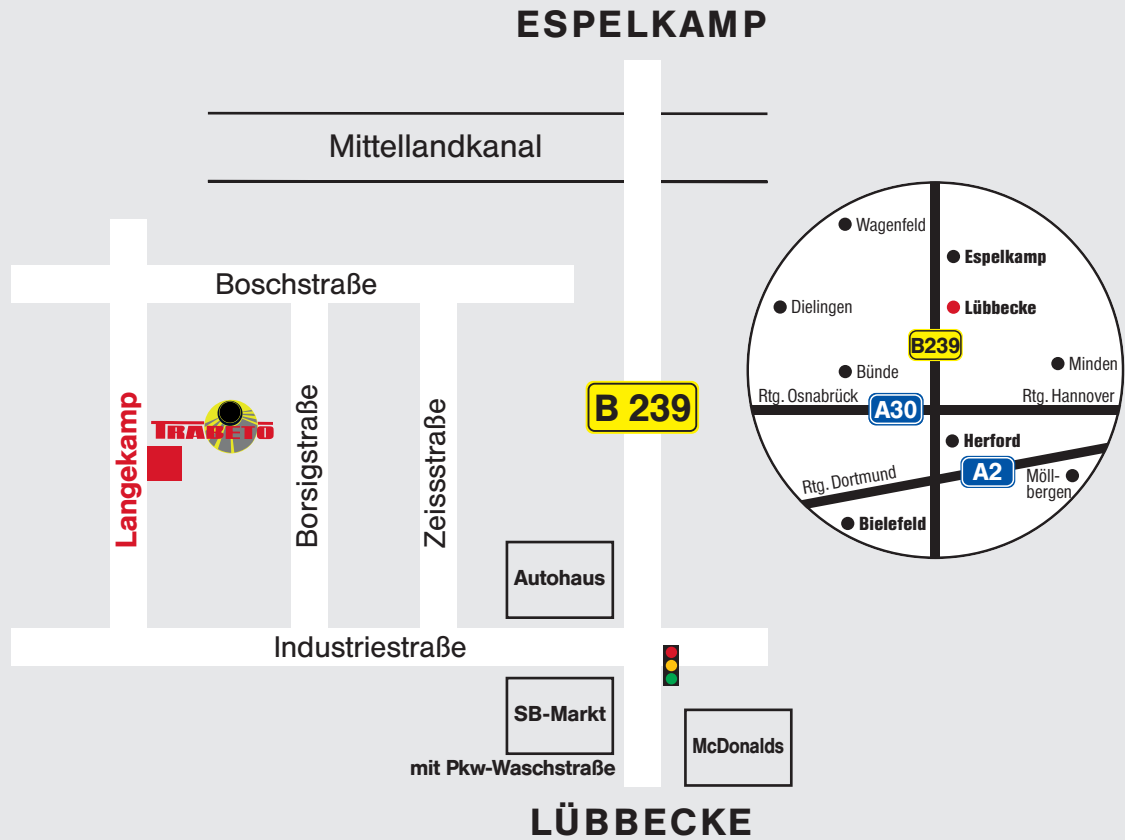 ESPELKAMP
Mittellandkanal
Boschstraße
Langekamp
TRABETO
Borsigstraße
Zeissstraße
B 239
Autohaus
Industriestraße
SB-Markt
mit Pkw-Waschstraße
McDonalds
LÜBBECKE
Wagenfeld
Espelkamp
Dielingen
Lübbecke
B239
Bünde
Minden
Rtg. Osnabrück
A30
Rtg. Hannover
Herford
Rtg. Dortmund
A2
Möll-
bergen
Bielefeld